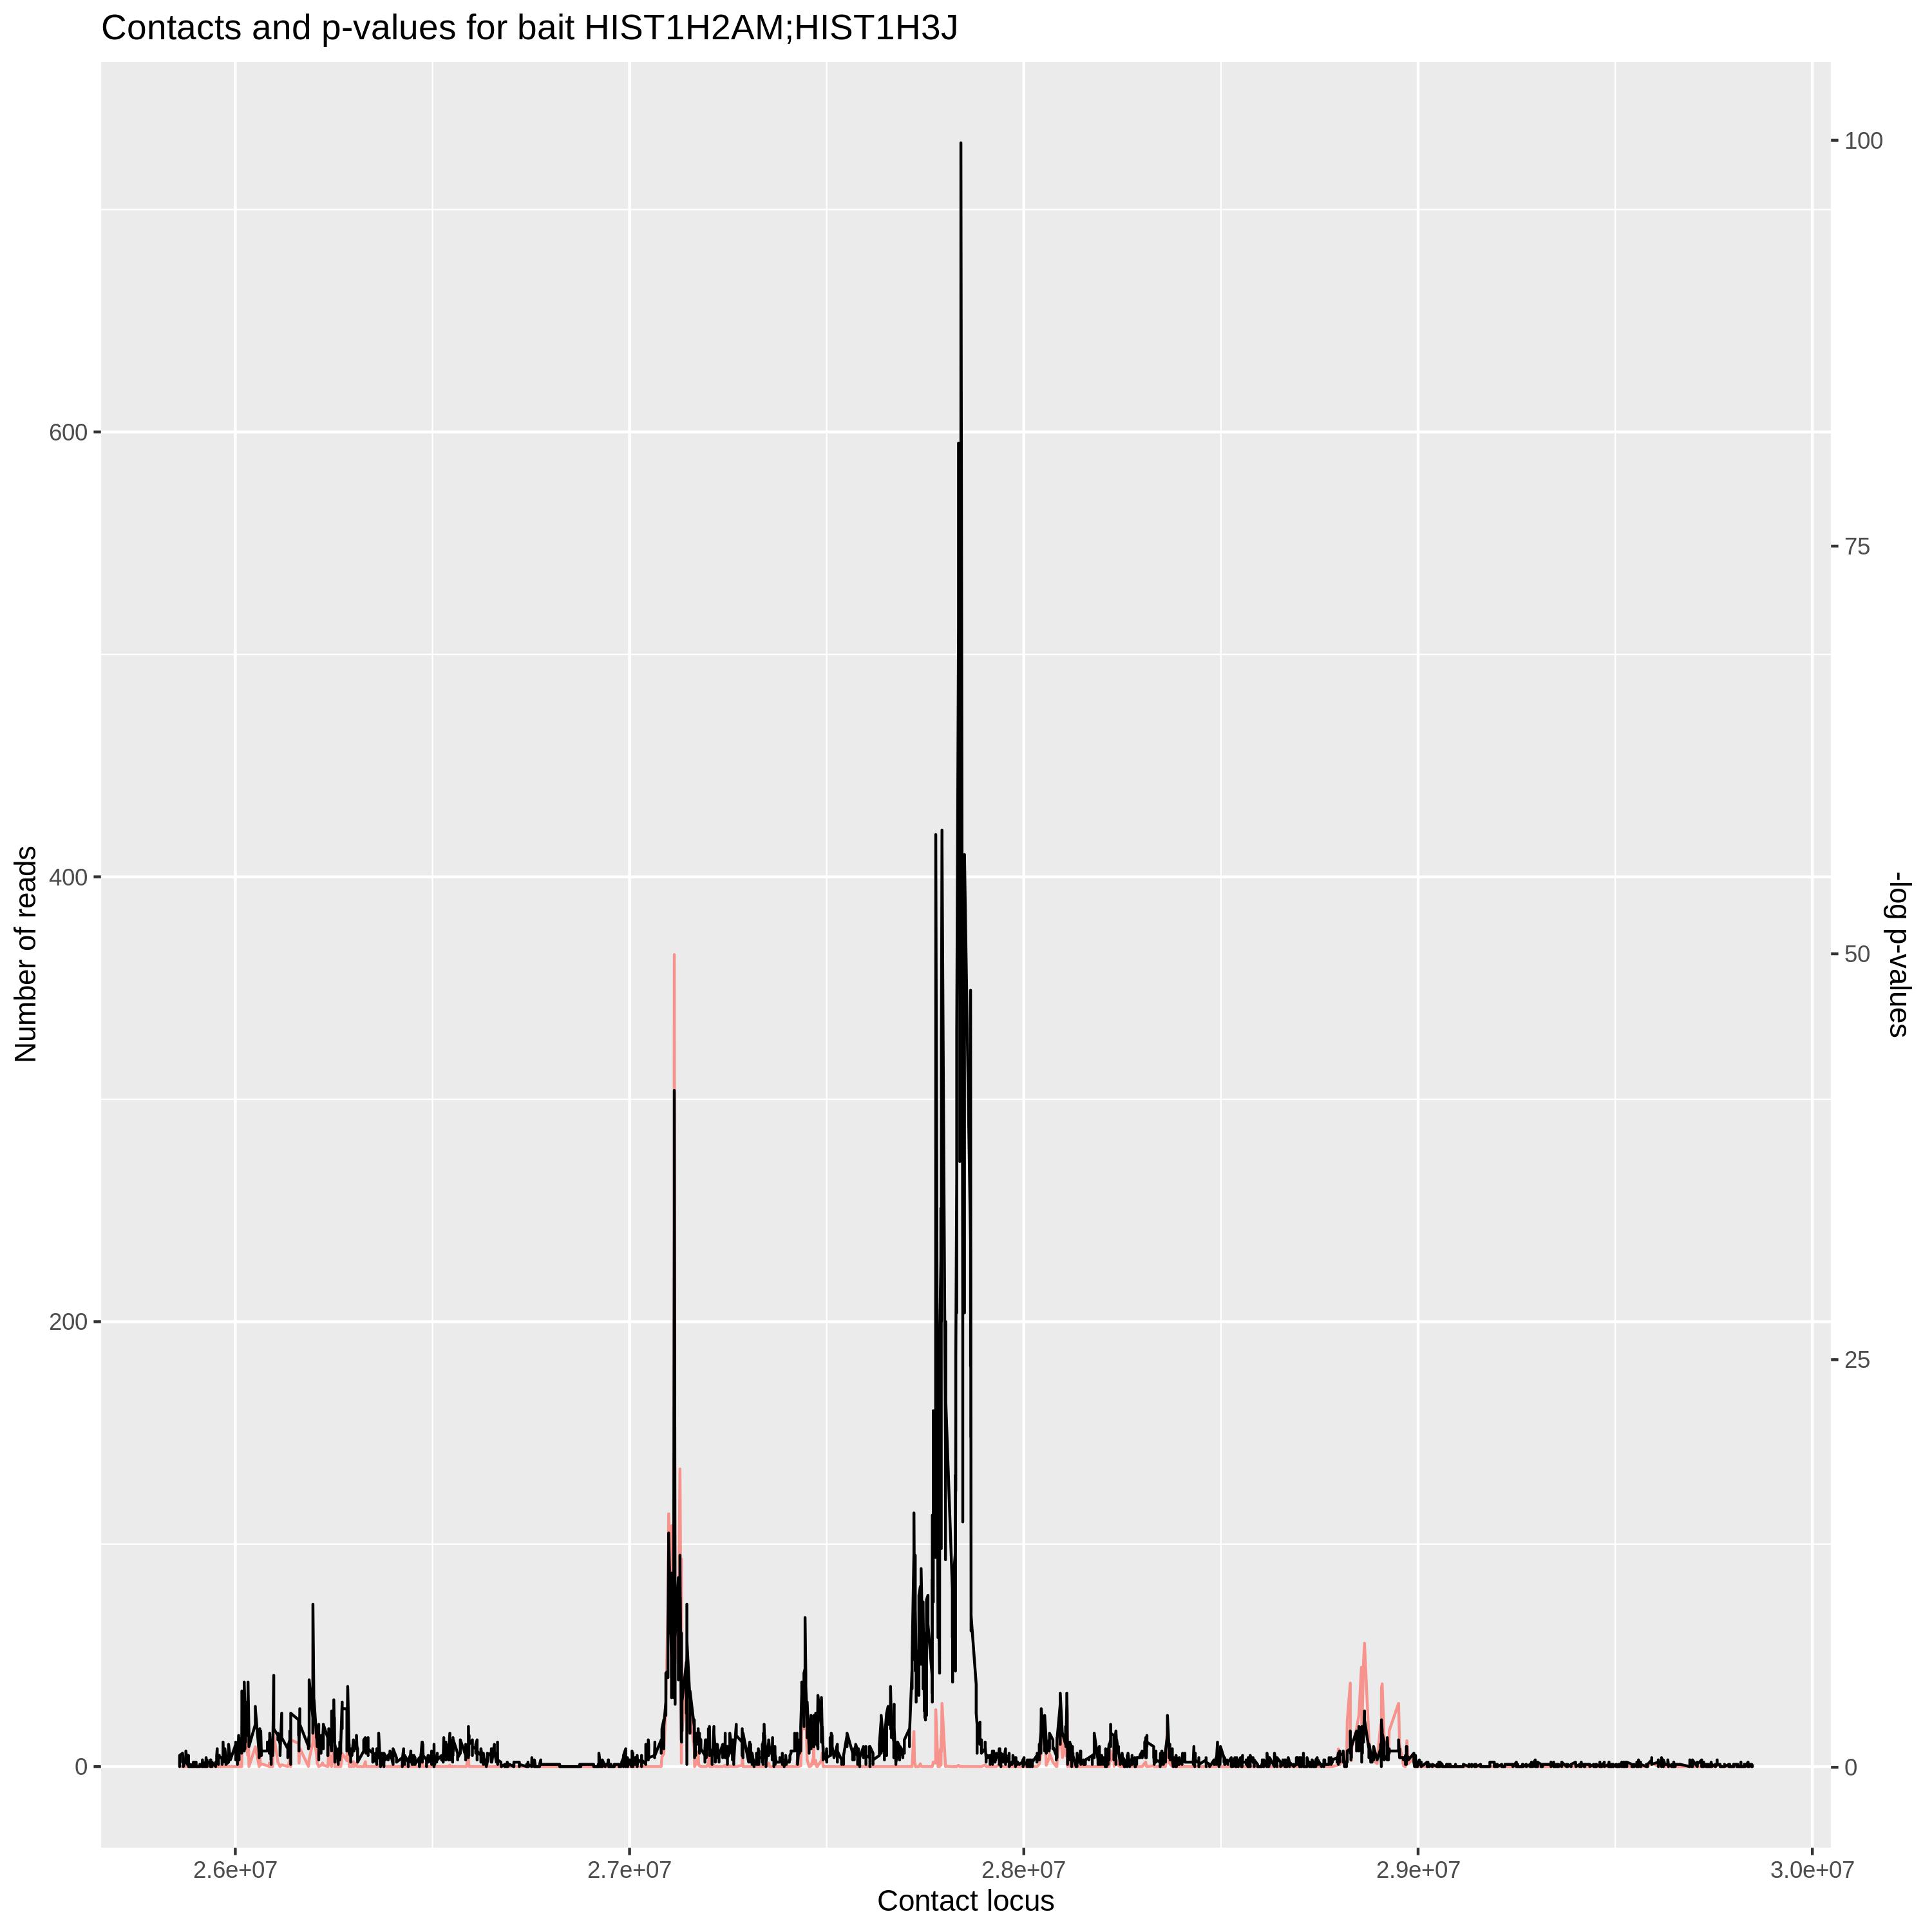 Contacts and p-values for bait HIST1H2AM;HIST1H3J
100
75
50
25
0
600
400
200
0
Number of reads
-log p-values
2.6e+07
2.7e+07
2.8e+07
2.9e+07
3.0e+07
Contact locus